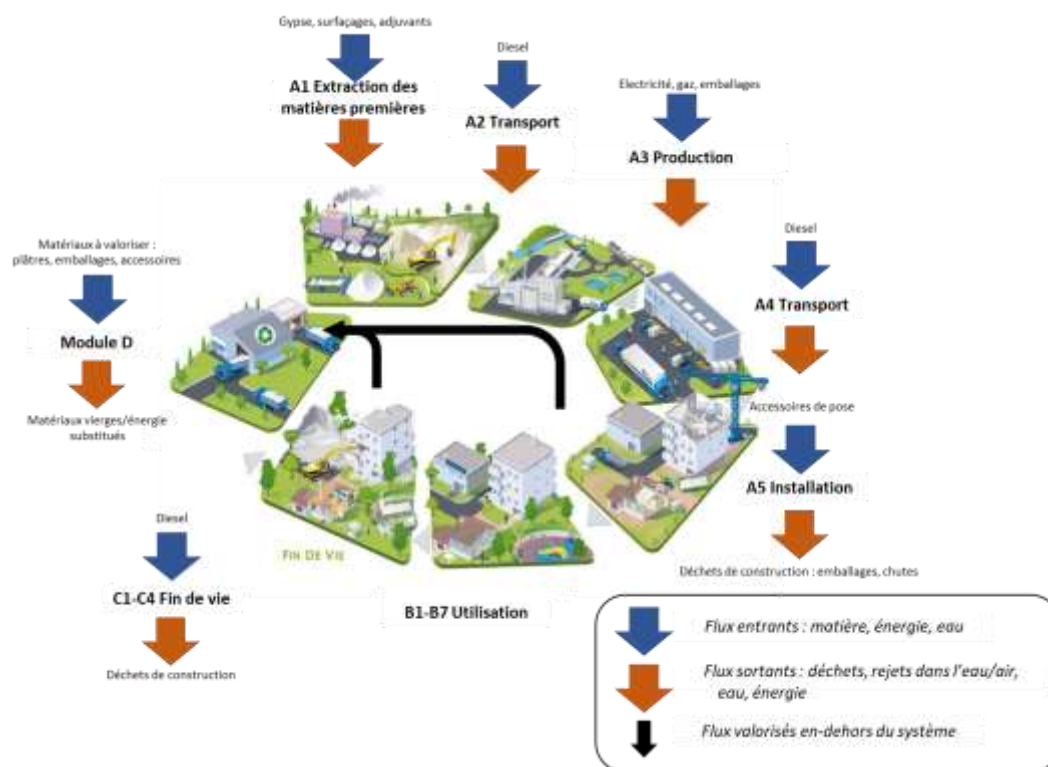 Gypse, surfaçages, adjuvants
A1 Extraction des
matières premières
Diesel
A2 Transport
Electricité, gaz, emballages
A3 Production
Diesel
A4 Transport
Accessoires de pose
A5 Installation
Déchets de construction : emballages, chutes
Matériaux à valoriser :
plâtres, emballages, accessoires
Module D
Matériaux vierges/énergie
substitués
FIN DE VIE
Diesel
C1-C4 Fin de vie
Déchets de construction
B1-B7 Utilisation
Flux entrants : matière, énergie, eau
Flux sortants : déchets, rejets dans l'eau/air,
eau, énergie
Flux valorisés en-dehors du système